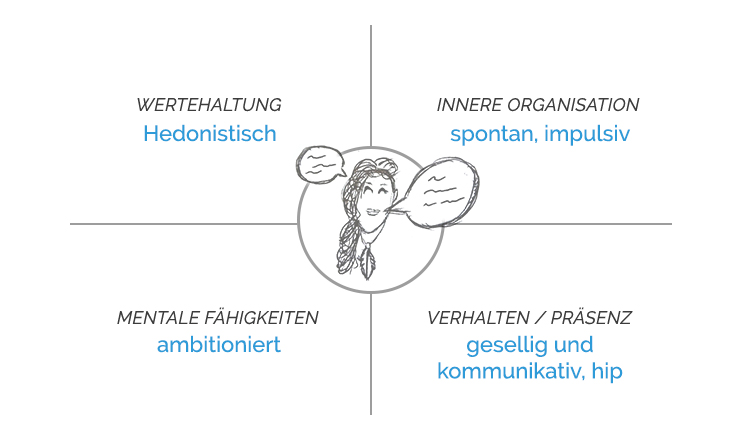 WERTEHALTUNG
Hedonistisch
INNERE ORGANISATION
spontan, impulsiv
MENTALE FÄHIGKEITEN
ambitioniert
VERHALTEN / PRÄSENZ
gesellig und
kommunikativ, hip